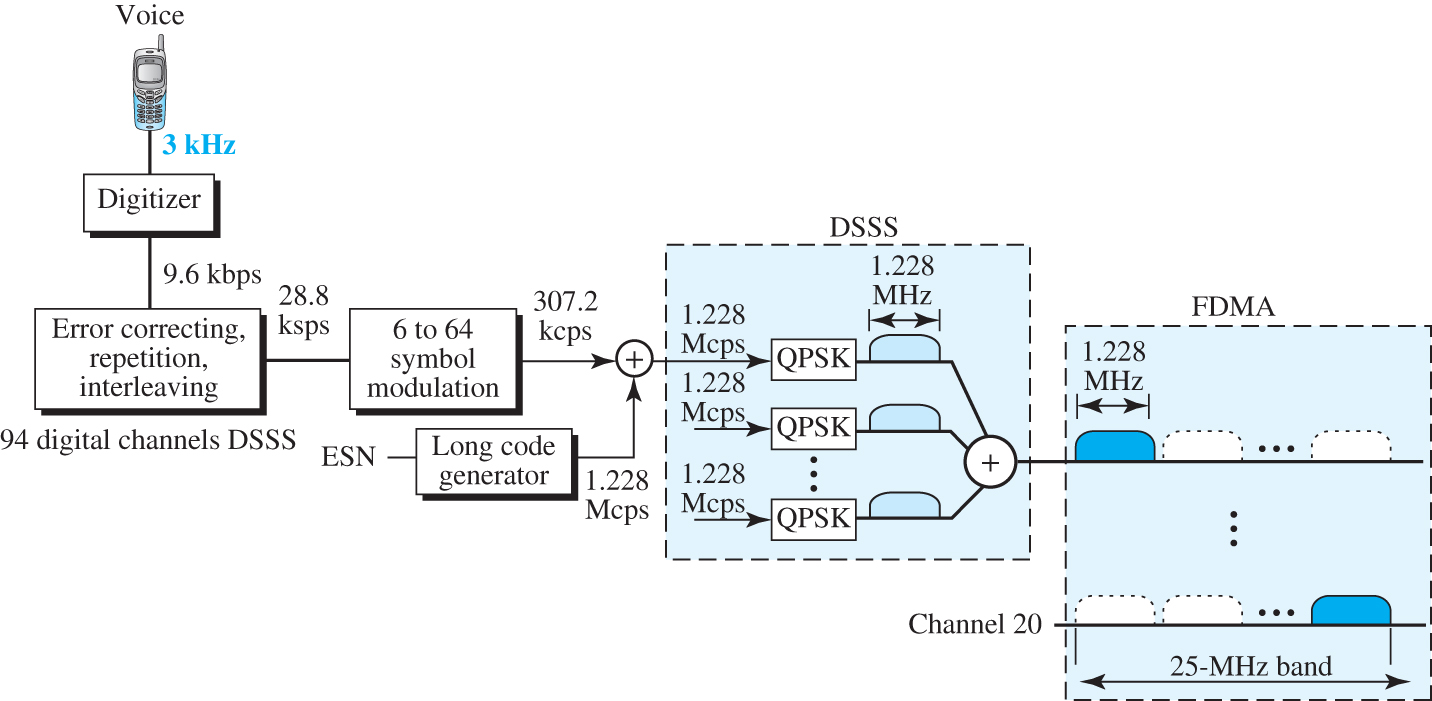 Voice
3 kHz
Digitizer
9.6 kbps
Error correcting,
repetition,
interleaving
94 digital channels DSSS
28.8
ksps
6 to 64
symbol
modulation
307.2
kcps
+
ESN
Long code
generator
1.228
Mcps
DSSS
1.228
MHz
1.228
Mcps
QPSK
1.228
Mcps
QPSK
1.228
Mcps
QPSK
+
FDMA
1.228
MHz
Channel 20
25-MHz band